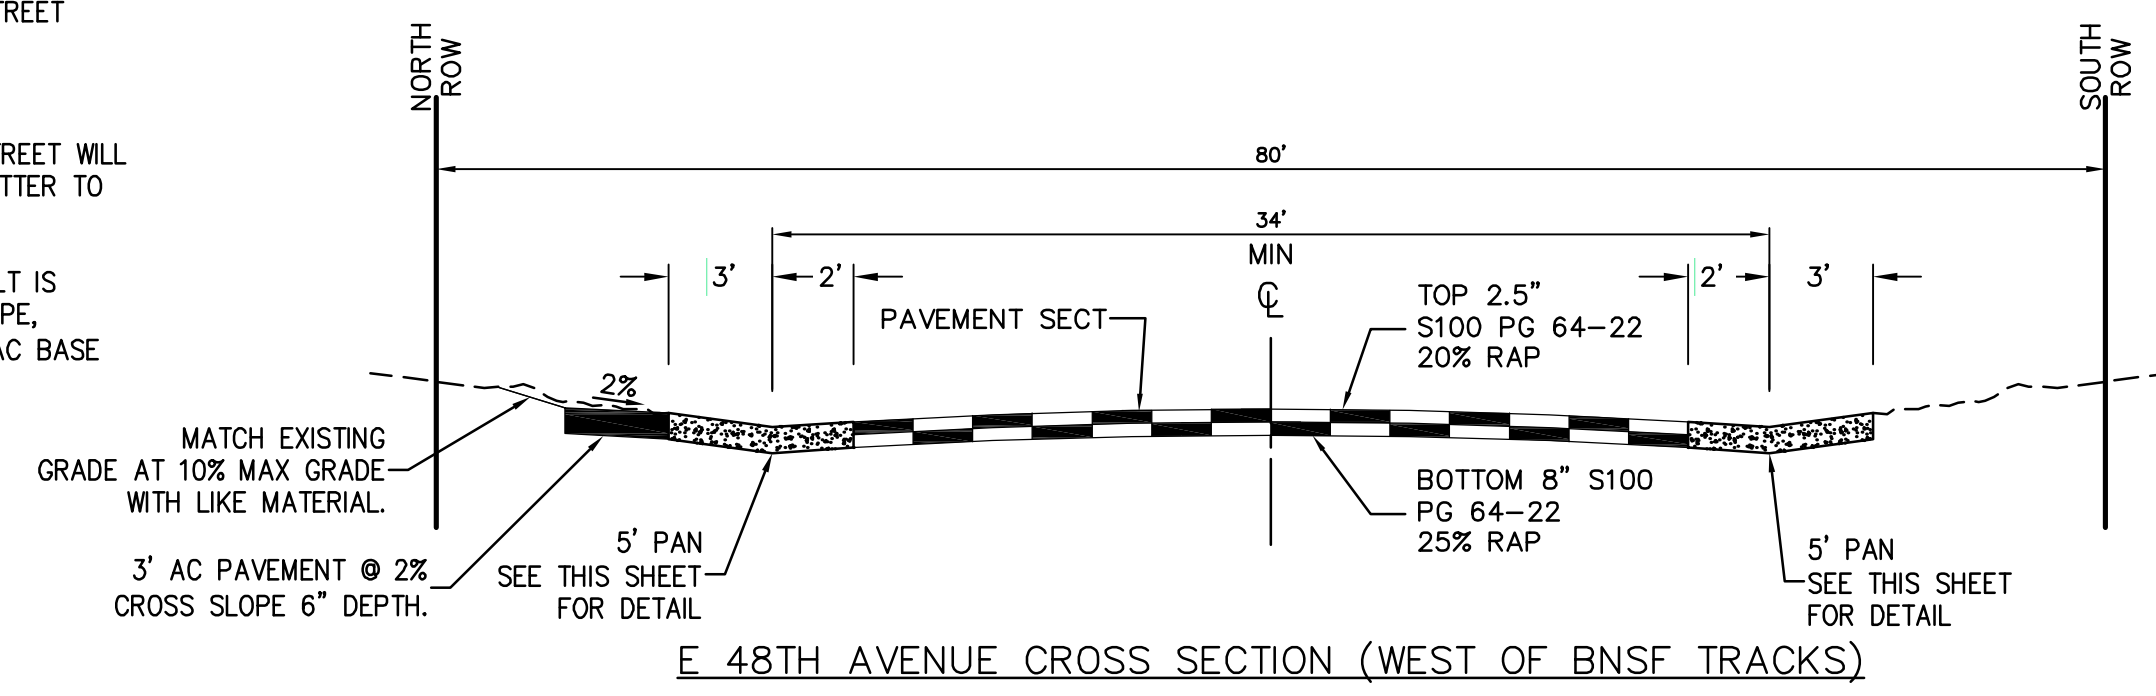 TREET
TREET WILL
TTER TO
LT IS
PE,
AC BASE
NORTH
ROW
SOUTH
ROW
80'
34'
MIN
3'
2'
2'
3'
℄
PAVEMENT SECT
TOP 2.5"
S100 PG 64-22
20% RAP
2%
MATCH EXISTING
GRADE AT 10% MAX GRADE
WITH LIKE MATERIAL.
BOTTOM 8" S100
PG 64-22
25% RAP
3' AC PAVEMENT @ 2%
CROSS SLOPE 6" DEPTH.
5' PAN
SEE THIS SHEET
FOR DETAIL
5' PAN
SEE THIS SHEET
FOR DETAIL
E 48TH AVENUE CROSS SECTION (WEST OF BNSF TRACKS)